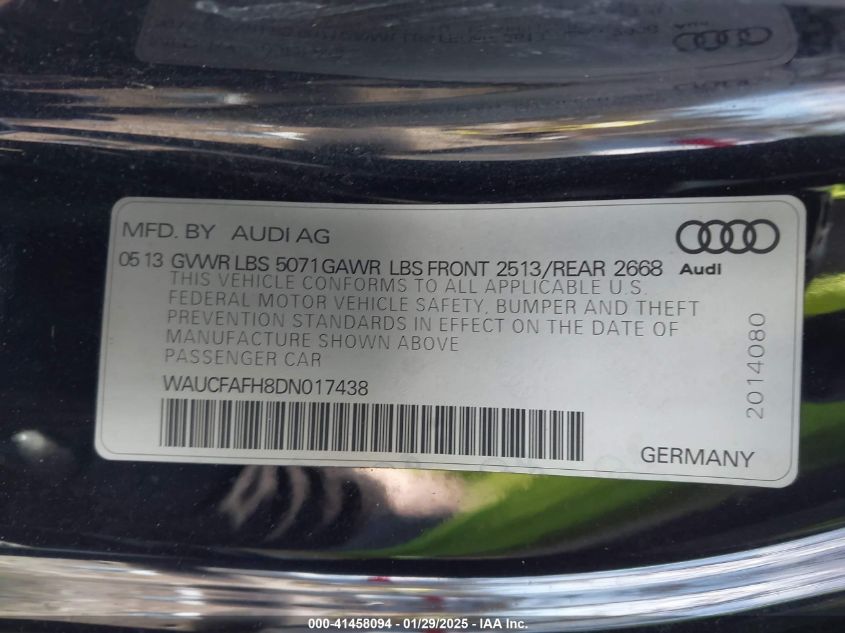 MFD. BY AUDI AG
05 13 GVWR LBS 5071 GAWR LBS FRONT 2513/REAR 2668
Audi
THIS VEHICLE CONFORMS TO ALL APPLICABLE U.S.
FEDERAL MOTOR VEHICLE SAFETY, BUMPER AND THEFT
PREVENTION STANDARDS IN EFFECT ON THE DATE OF
MANUFACTURE SHOWN ABOVE
PASSENGER CAR
WAUCFAFH8DN017438
2014080
GERMANY
000-41458094 - 01/29/2025 - © IAA, Inc.